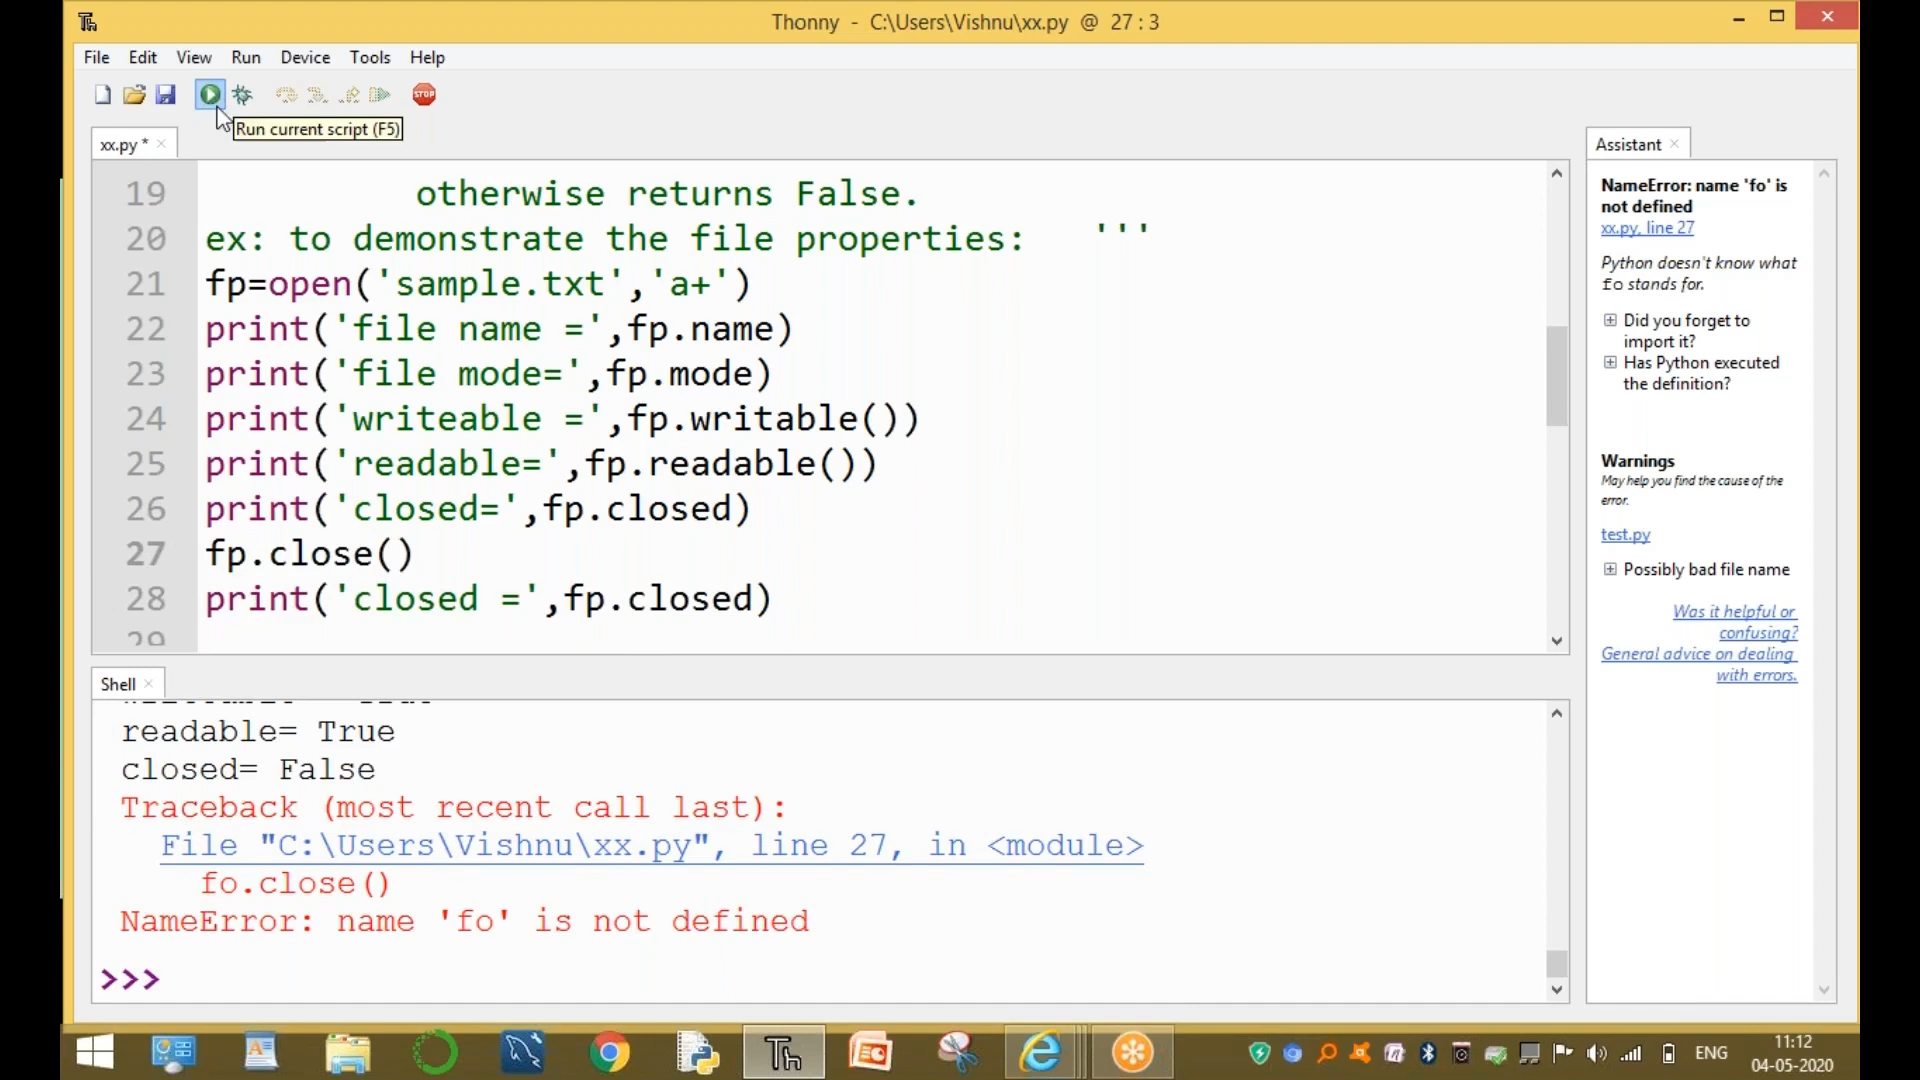 Thonny - C:\Users\Vishnu\xx.py @ 27 : 3
File Edit View Run Device Tools Help
STOP
Run current script (F5)
xx.py *
19 otherwise returns False.
20 ex: to demonstrate the file properties: '''
21 fp=open('sample.txt','a+')
22 print('file name =',fp.name)
23 print('file mode=',fp.mode)
24 print('writeable =',fp.writable())
25 print('readable=',fp.readable())
26 print('closed=',fp.closed)
27 fp.close()
28 print('closed =',fp.closed)
29
Shell
readable= True
closed= False
Traceback (most recent call last):
File "C:\Users\Vishnu\xx.py", line 27, in <module>
fo.close()
NameError: name 'fo' is not defined
>>>
Assistant
NameError: name 'fo' is
not defined
xx.py, line 27
Python doesn't know what
fo stands for.
Did you forget to
import it?
Has Python executed
the definition?
Warnings
May help you find the cause of the
error.
test.py
Possibly bad file name
Was it helpful or
confusing?
General advice on dealing
with errors.
ENG
11:12
04-05-2020